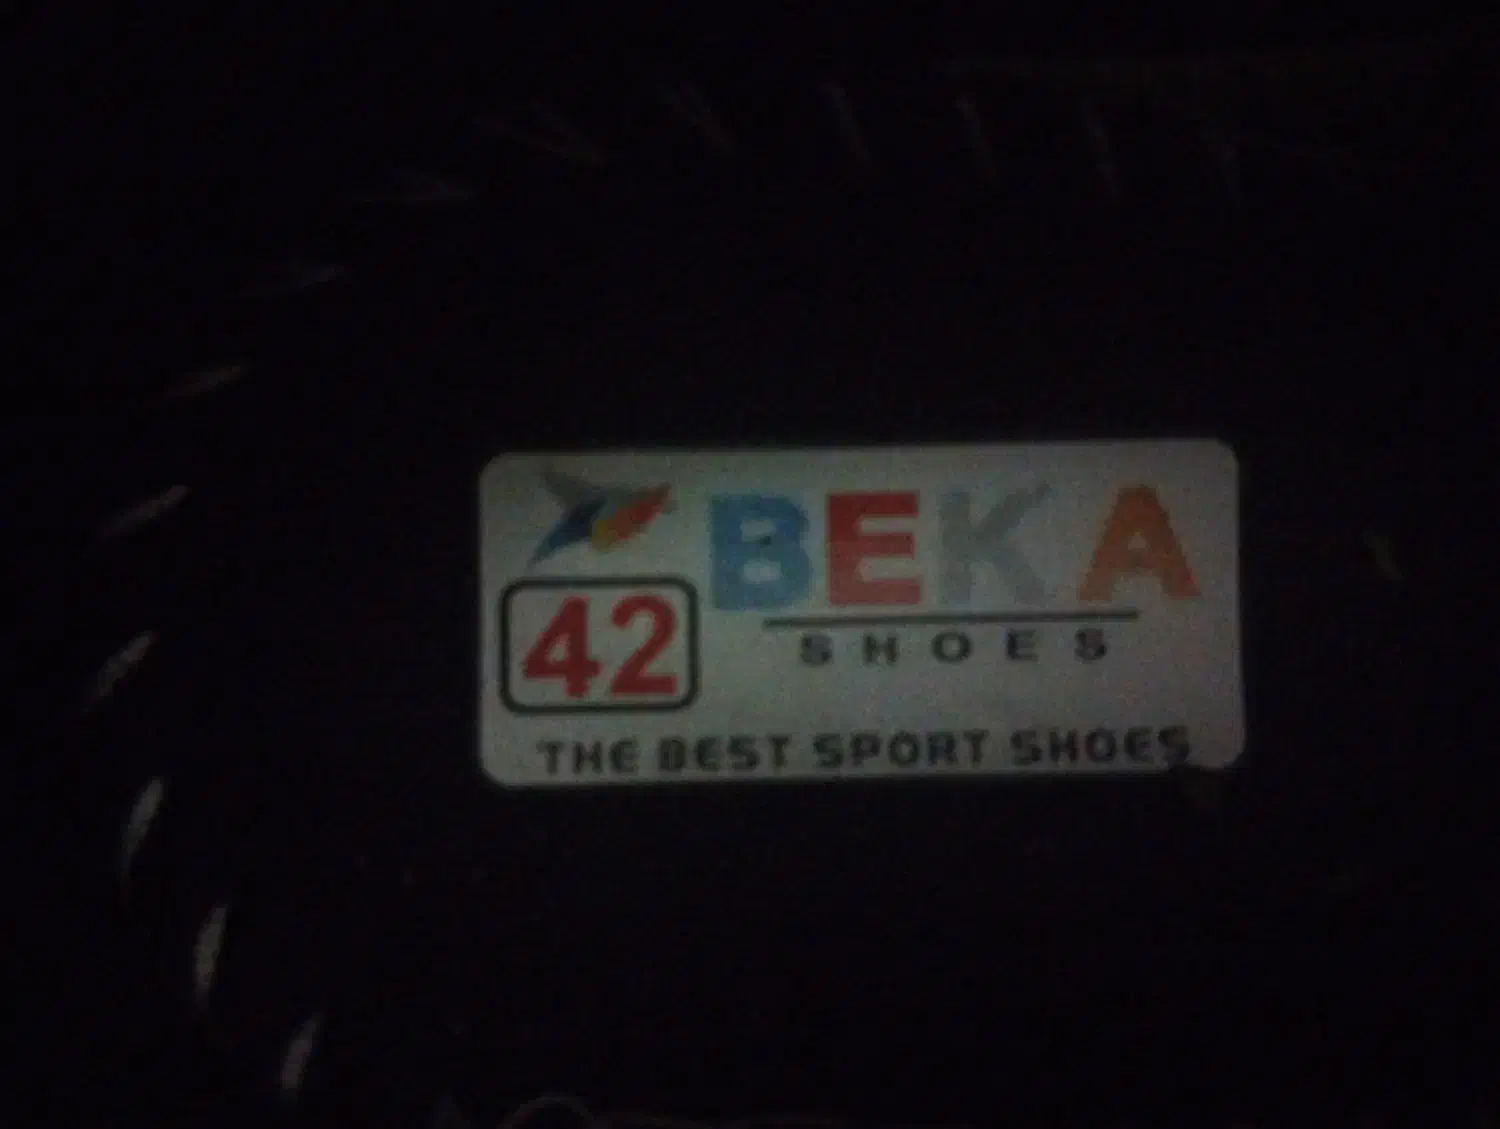 BEKA
42
SHOES
THE BEST SPORT SHOES